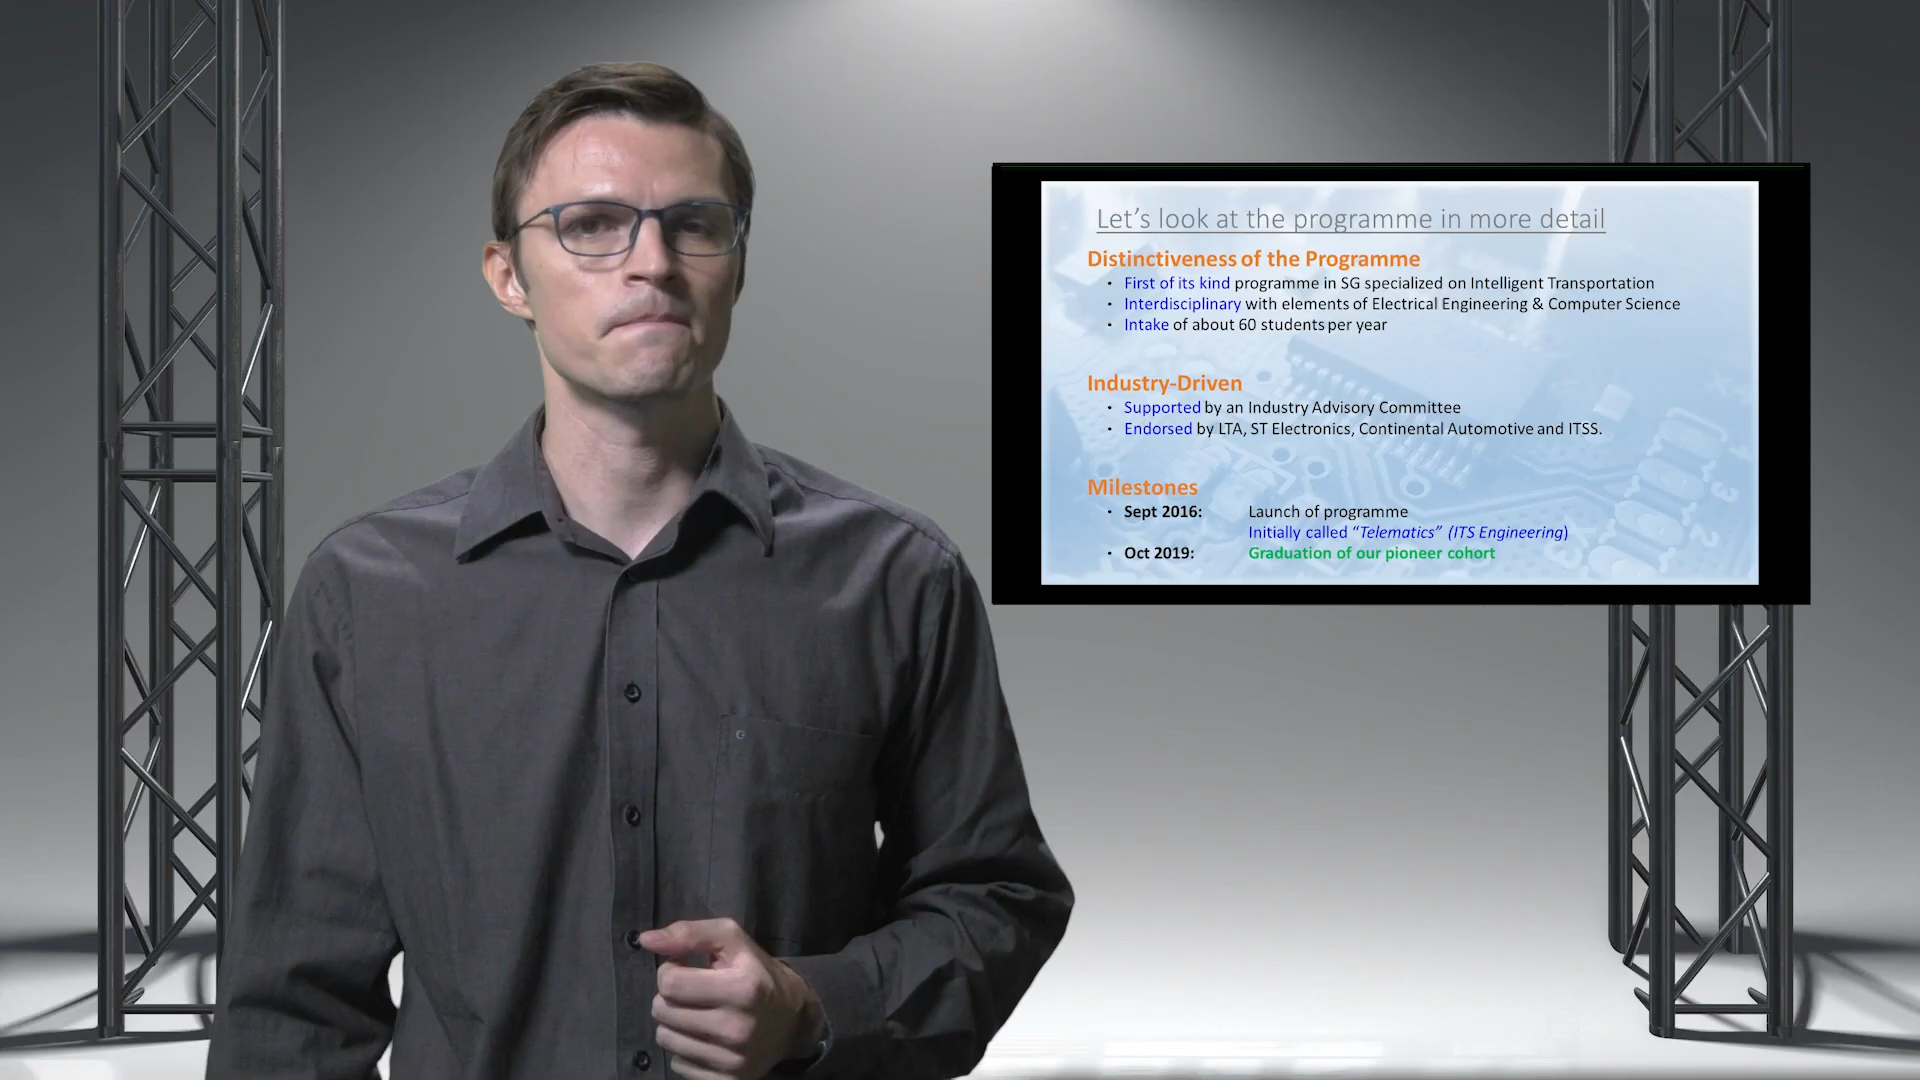 Let's look at the programme in more detail
Distinctiveness of the Programme
• First of its kind programme in SG specialized on Intelligent Transportation
• Interdisciplinary with elements of Electrical Engineering & Computer Science
• Intake of about 60 students per year
Industry-Driven
• Supported by an Industry Advisory Committee
• Endorsed by LTA, ST Electronics, Continental Automotive and ITSS.
Milestones
• Sept 2016: Launch of programme
Initially called “Telematics” (ITS Engineering)
• Oct 2019: Graduation of our pioneer cohort